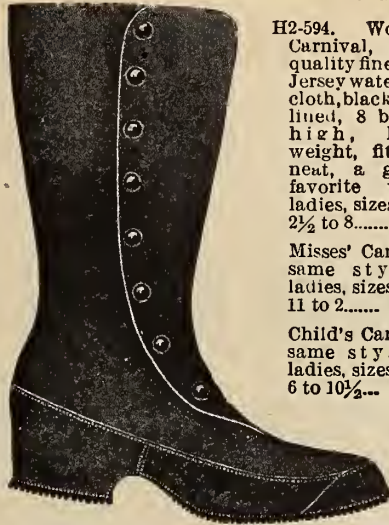 H2-594. Wo
Carnival,
quality fine
Jersey wate
cloth, black
lined, 8 b
high,
weight, fit
neat, a g
favorite
ladies, sizes
2½ to 8.......
Misses' Car
same sty
ladies, sizes
11 to 2.......
Child's Car
same sty
ladies, sizes
6 to 10½...